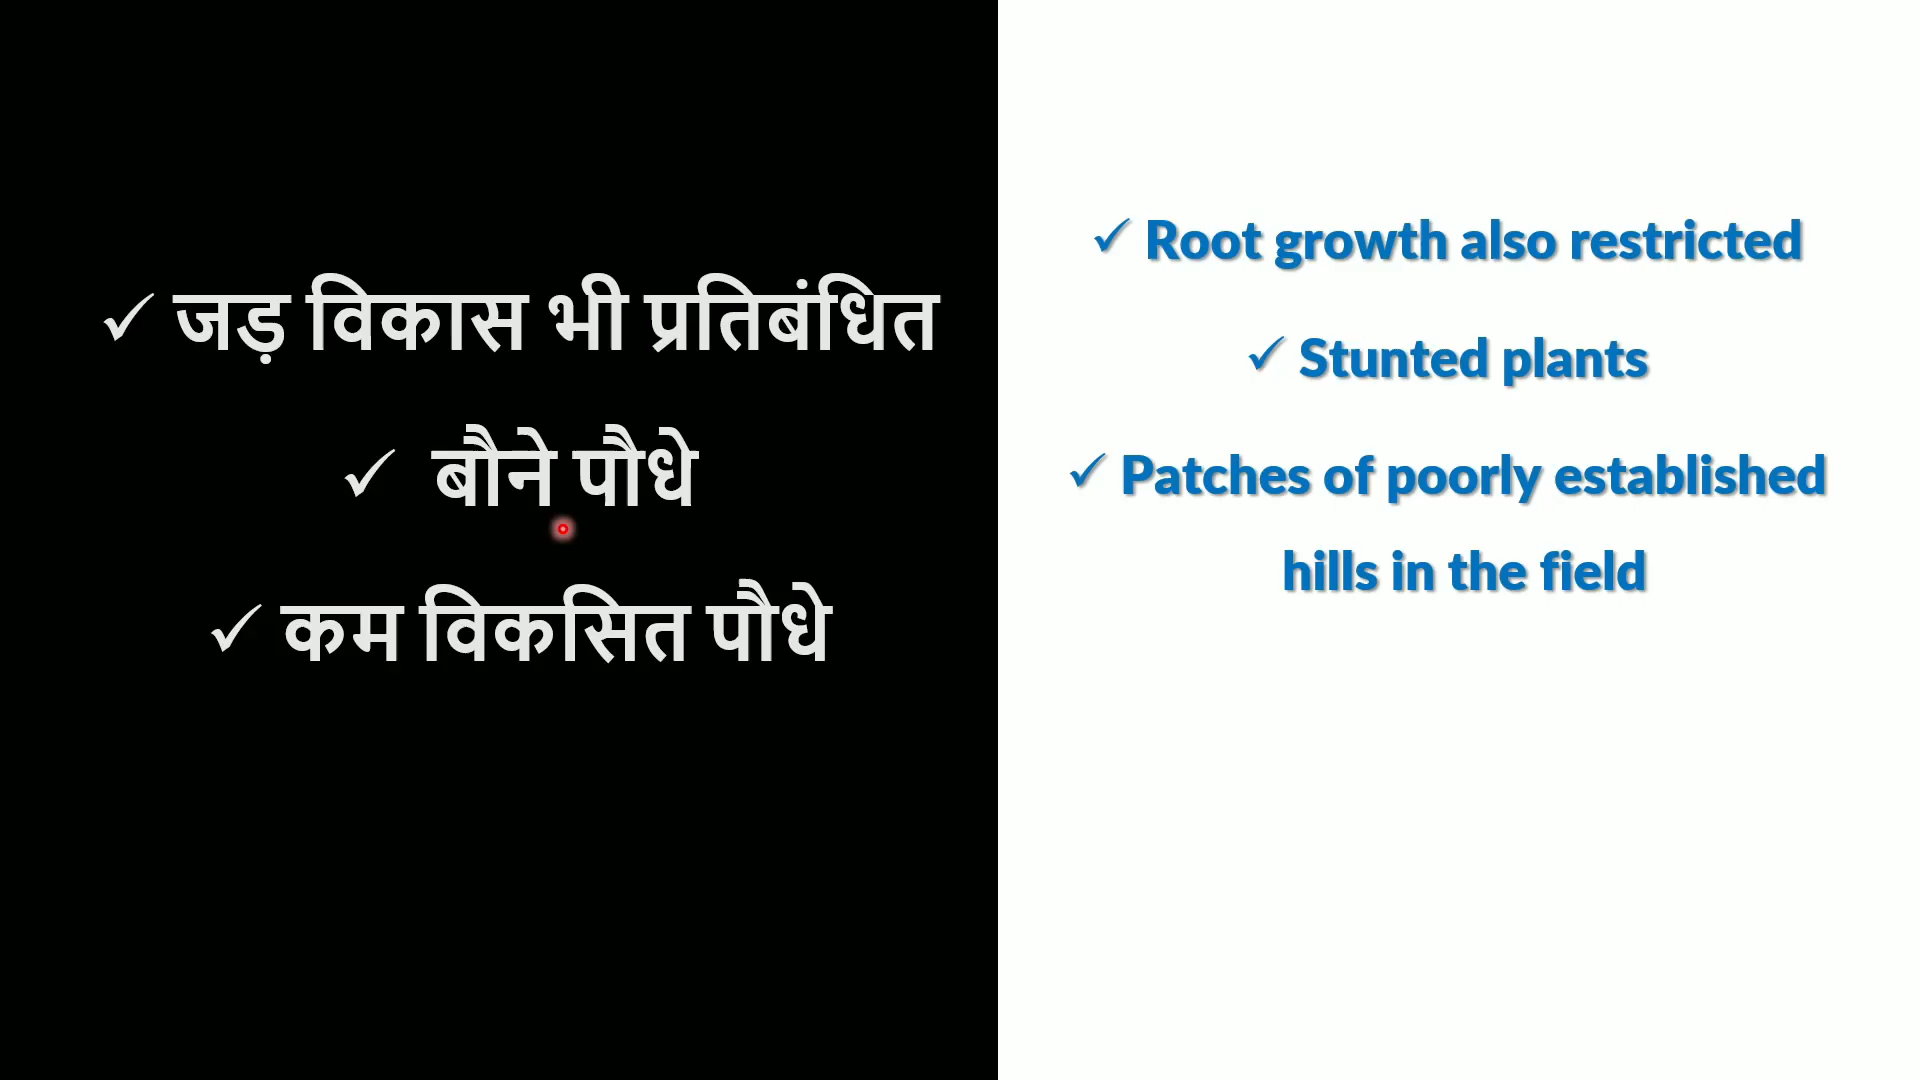 ✓ जड़ विकास भी प्रतिबंधित
✓ बौने पौधे
✓ कम विकसित पौधे
✓ Root growth also restricted
✓ Stunted plants
✓ Patches of poorly established
hills in the field